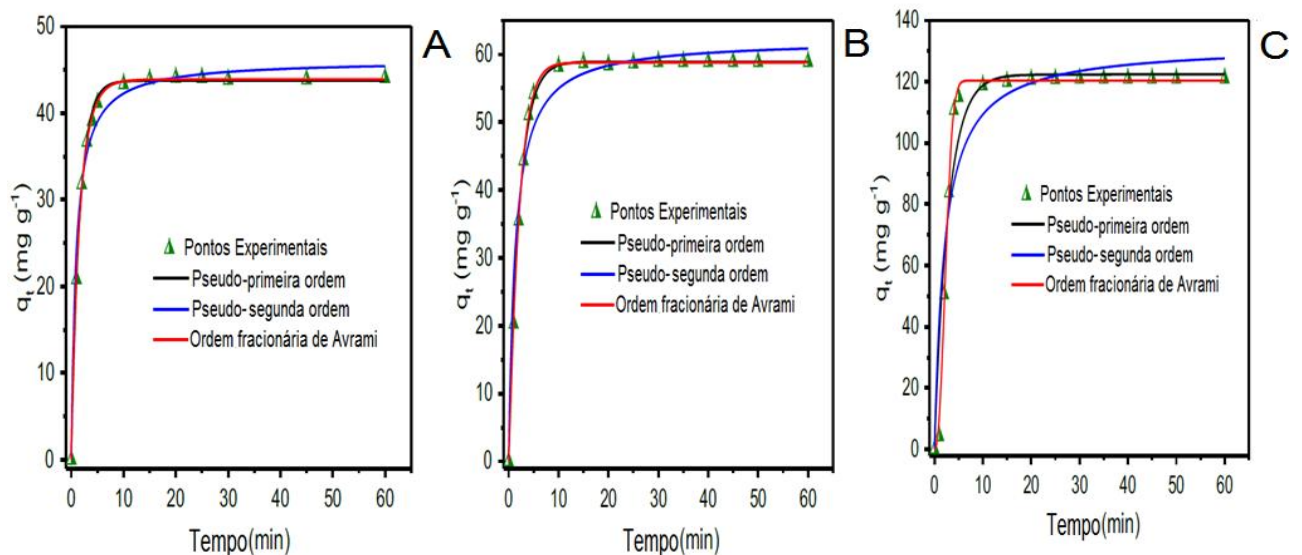 A
50
40
30
20
10
0
q_t (mg g⁻¹)
Pontos Experimentais
Pseudo-primeira ordem
Pseudo-segunda ordem
Ordem fracionária de Avrami
0 10 20 30 40 50 60
Tempo(min)
B
60
50
40
30
20
10
0
q_t (mg g⁻¹)
Pontos Experimentais
Pseudo-primeira ordem
Pseudo-segunda ordem
Ordem fracionária de Avrami
0 10 20 30 40 50 60
Tempo(min)
C
140
120
100
80
60
40
20
0
q_t (mg g⁻¹)
Pontos Experimentais
Pseudo-primeira ordem
Pseudo-segunda ordem
Ordem fracionária de Avrami
0 10 20 30 40 50 60
Tempo(min)